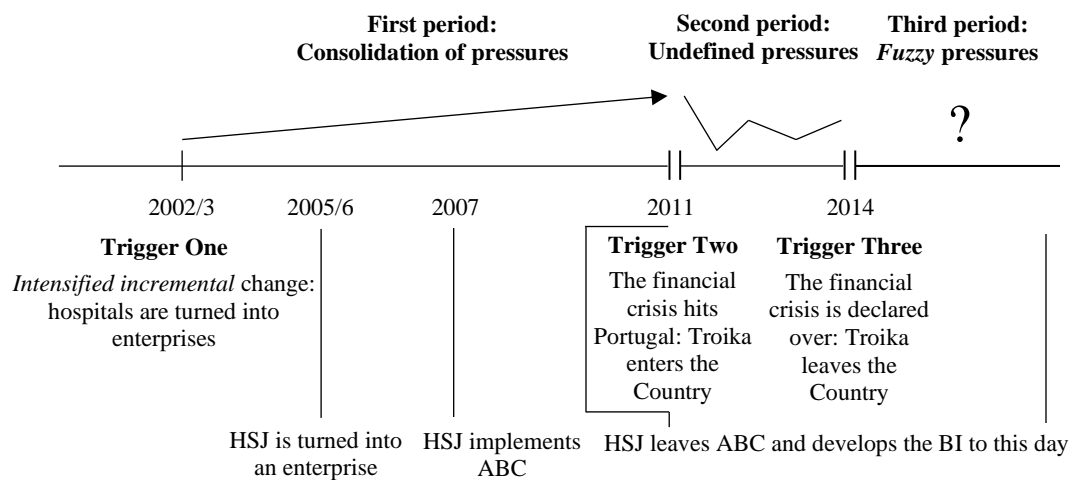 First period:
Consolidation of pressures
Second period:
Undefined pressures
Third period:
Fuzzy pressures
?
2002/3
2005/6
2007
2011
2014
Trigger One
Intensified incremental change:
hospitals are turned into
enterprises
Trigger Two
The financial
crisis hits
Portugal: Troika
enters the
Country
Trigger Three
The financial
crisis is declared
over: Troika
leaves the
Country
HSJ is turned into
an enterprise
HSJ implements
ABC
HSJ leaves ABC and develops the BI to this day